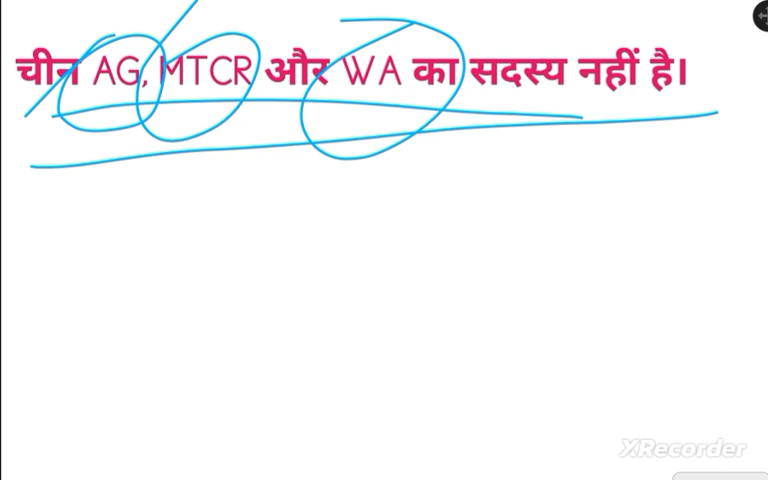 चीन AG, MTCR और WA का सदस्य नहीं है।
XRecorder